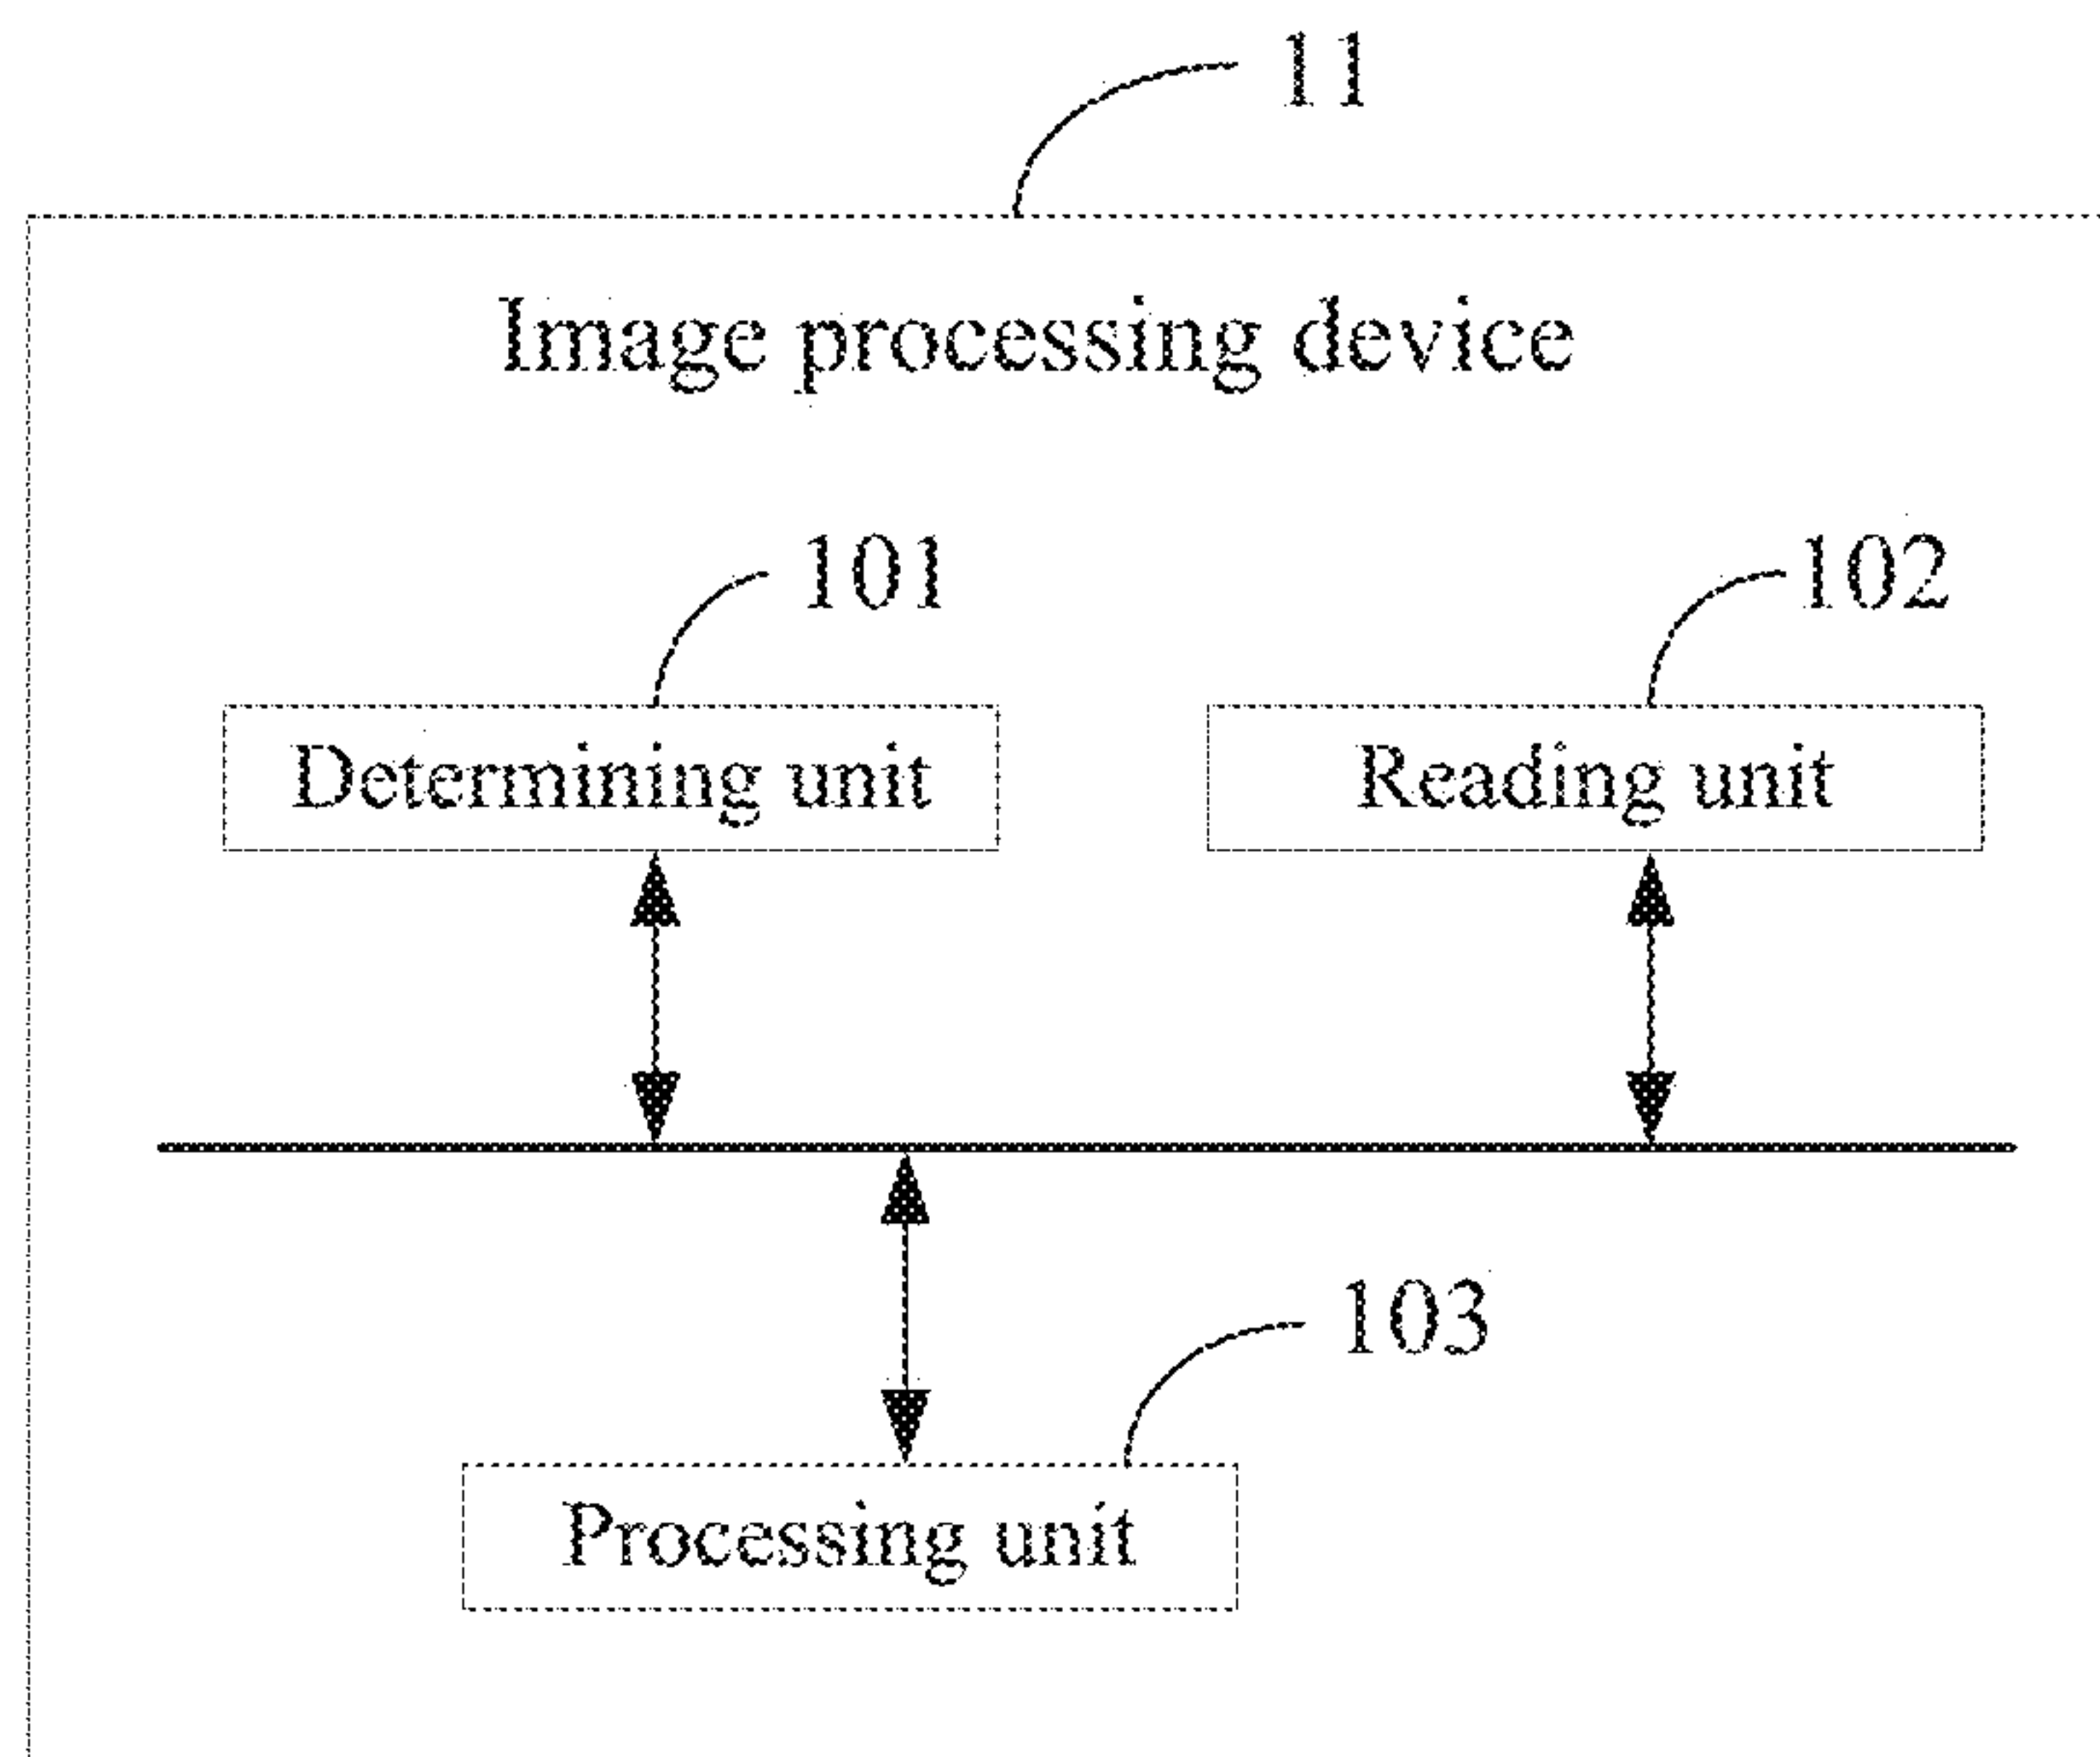 11
Image processing device
101
102
Determining unit
Reading unit
103
Processing unit